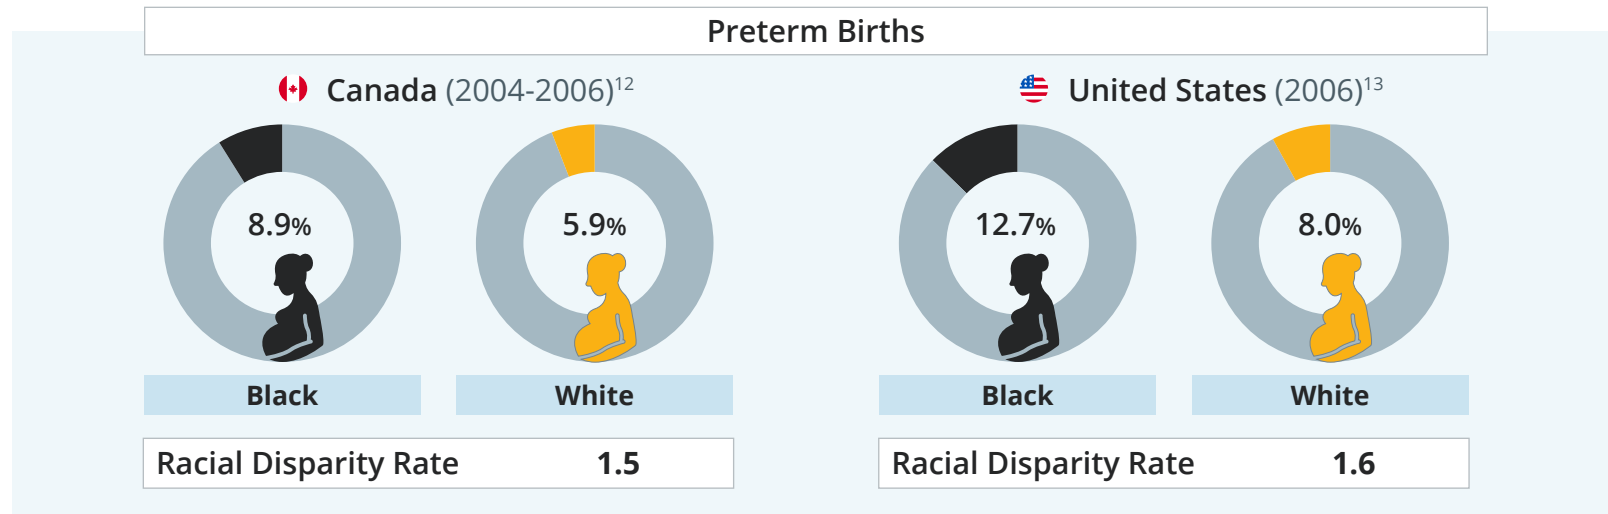 Preterm Births
Canada (2004-2006)12
United States (2006)13
8.9%
5.9%
12.7%
8.0%
Black
White
Black
White
Racial Disparity Rate 1.5
Racial Disparity Rate 1.6